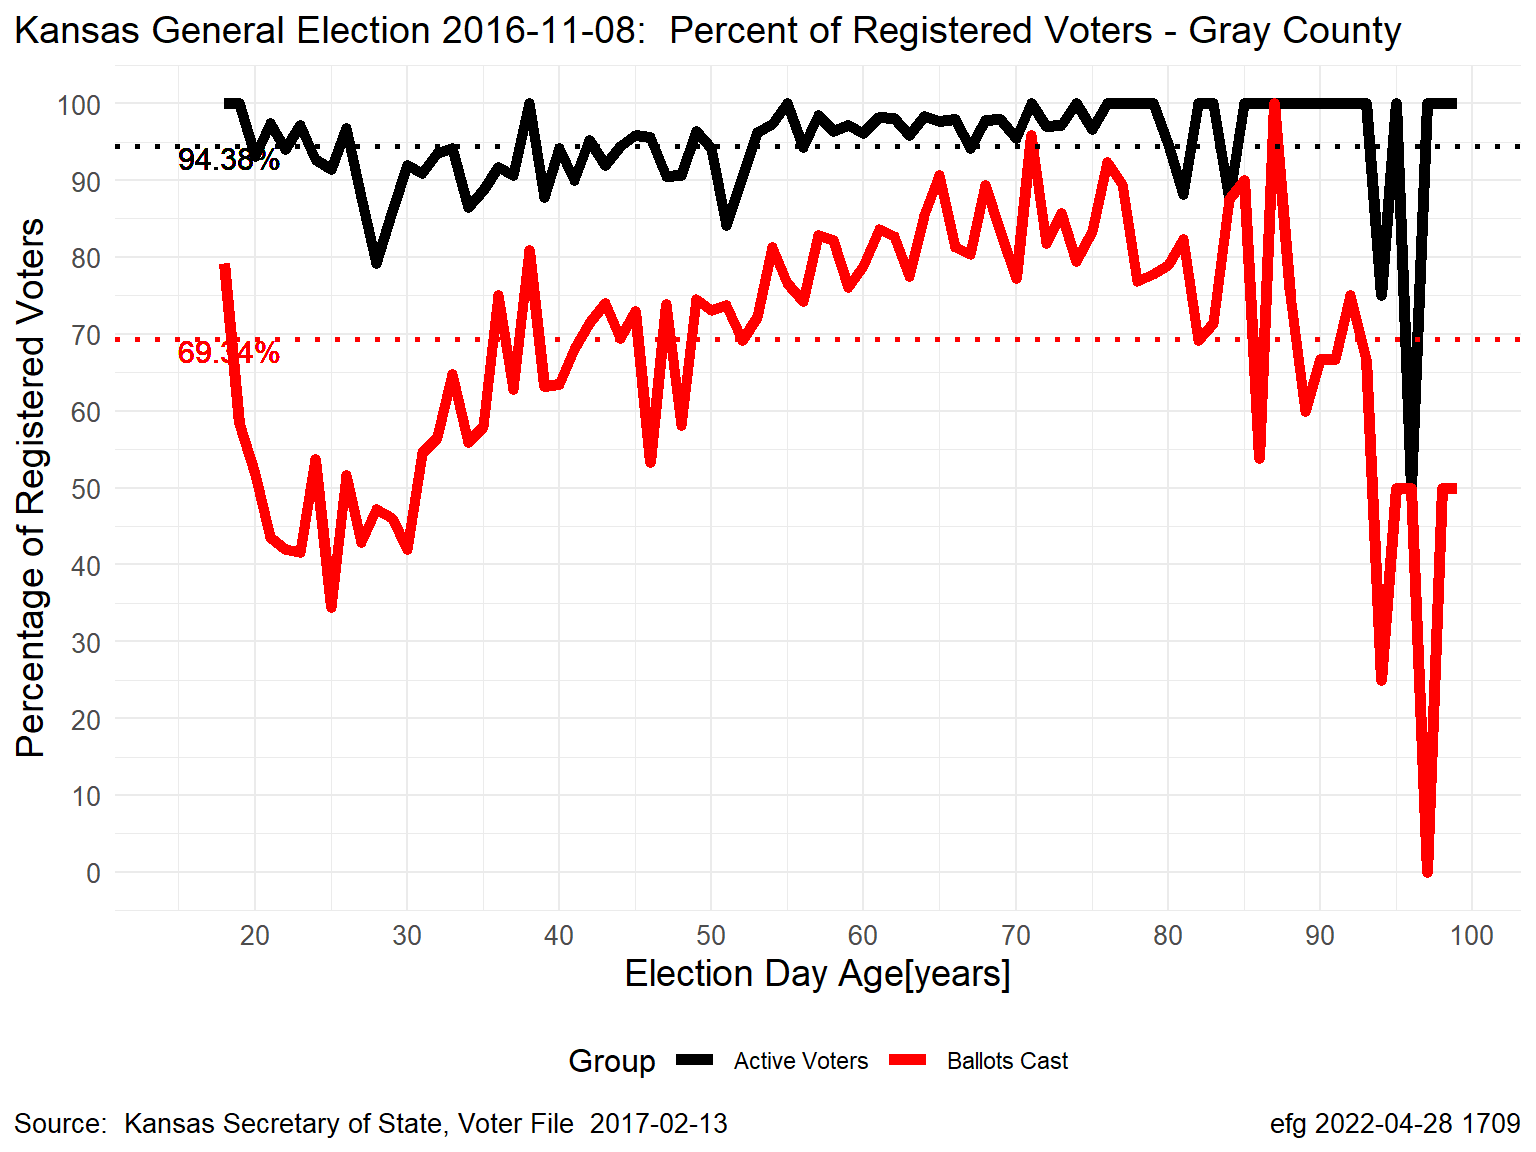 Kansas General Election 2016-11-08:  Percent of Registered Voters - Gray County
Percentage of Registered Voters
100
90
80
70
60
50
40
30
20
10
0
94.38%
69.34%
20 30 40 50 60 70 80 90 100
Election Day Age[years]
Group Active Voters Ballots Cast
Source:  Kansas Secretary of State, Voter File  2017-02-13
efg 2022-04-28 1709